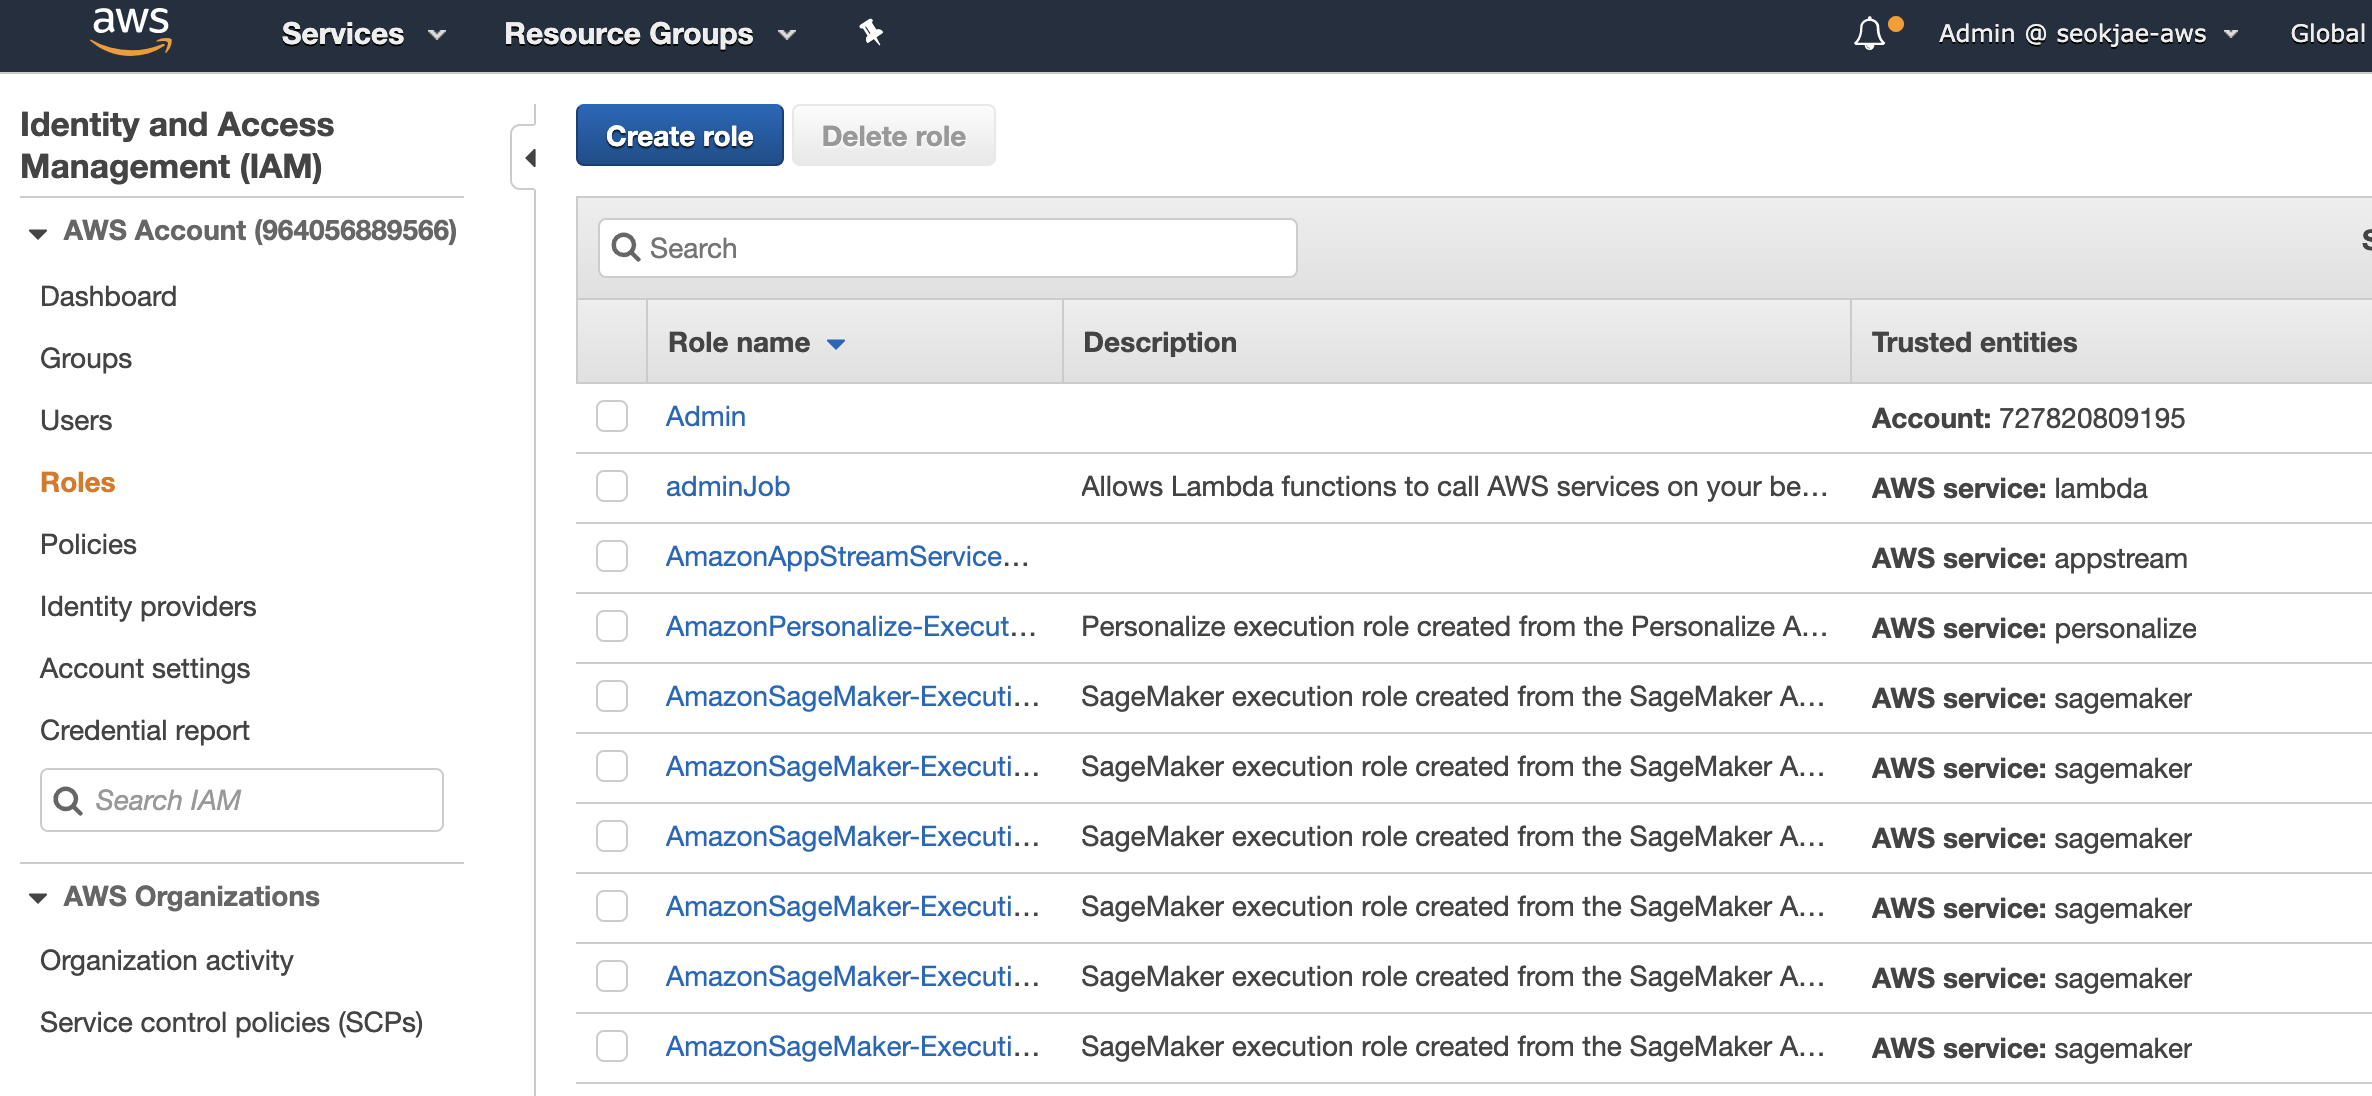 aws Services Resource Groups Admin @ seokjae-aws Global
Identity and Access
Management (IAM)
AWS Account (964056889566)
Dashboard
Groups
Users
Roles
Policies
Identity providers
Account settings
Credential report
Search IAM
AWS Organizations
Organization activity
Service control policies (SCPs)
Create role Delete role
Search
Role name Description Trusted entities
Admin Account: 727820809195
adminJob Allows Lambda functions to call AWS services on your be... AWS service: lambda
AmazonAppStreamService... AWS service: appstream
AmazonPersonalize-Execut... Personalize execution role created from the Personalize A... AWS service: personalize
AmazonSageMaker-Executi... SageMaker execution role created from the SageMaker A... AWS service: sagemaker
AmazonSageMaker-Executi... SageMaker execution role created from the SageMaker A... AWS service: sagemaker
AmazonSageMaker-Executi... SageMaker execution role created from the SageMaker A... AWS service: sagemaker
AmazonSageMaker-Executi... SageMaker execution role created from the SageMaker A... AWS service: sagemaker
AmazonSageMaker-Executi... SageMaker execution role created from the SageMaker A... AWS service: sagemaker
AmazonSageMaker-Executi... SageMaker execution role created from the SageMaker A... AWS service: sagemaker